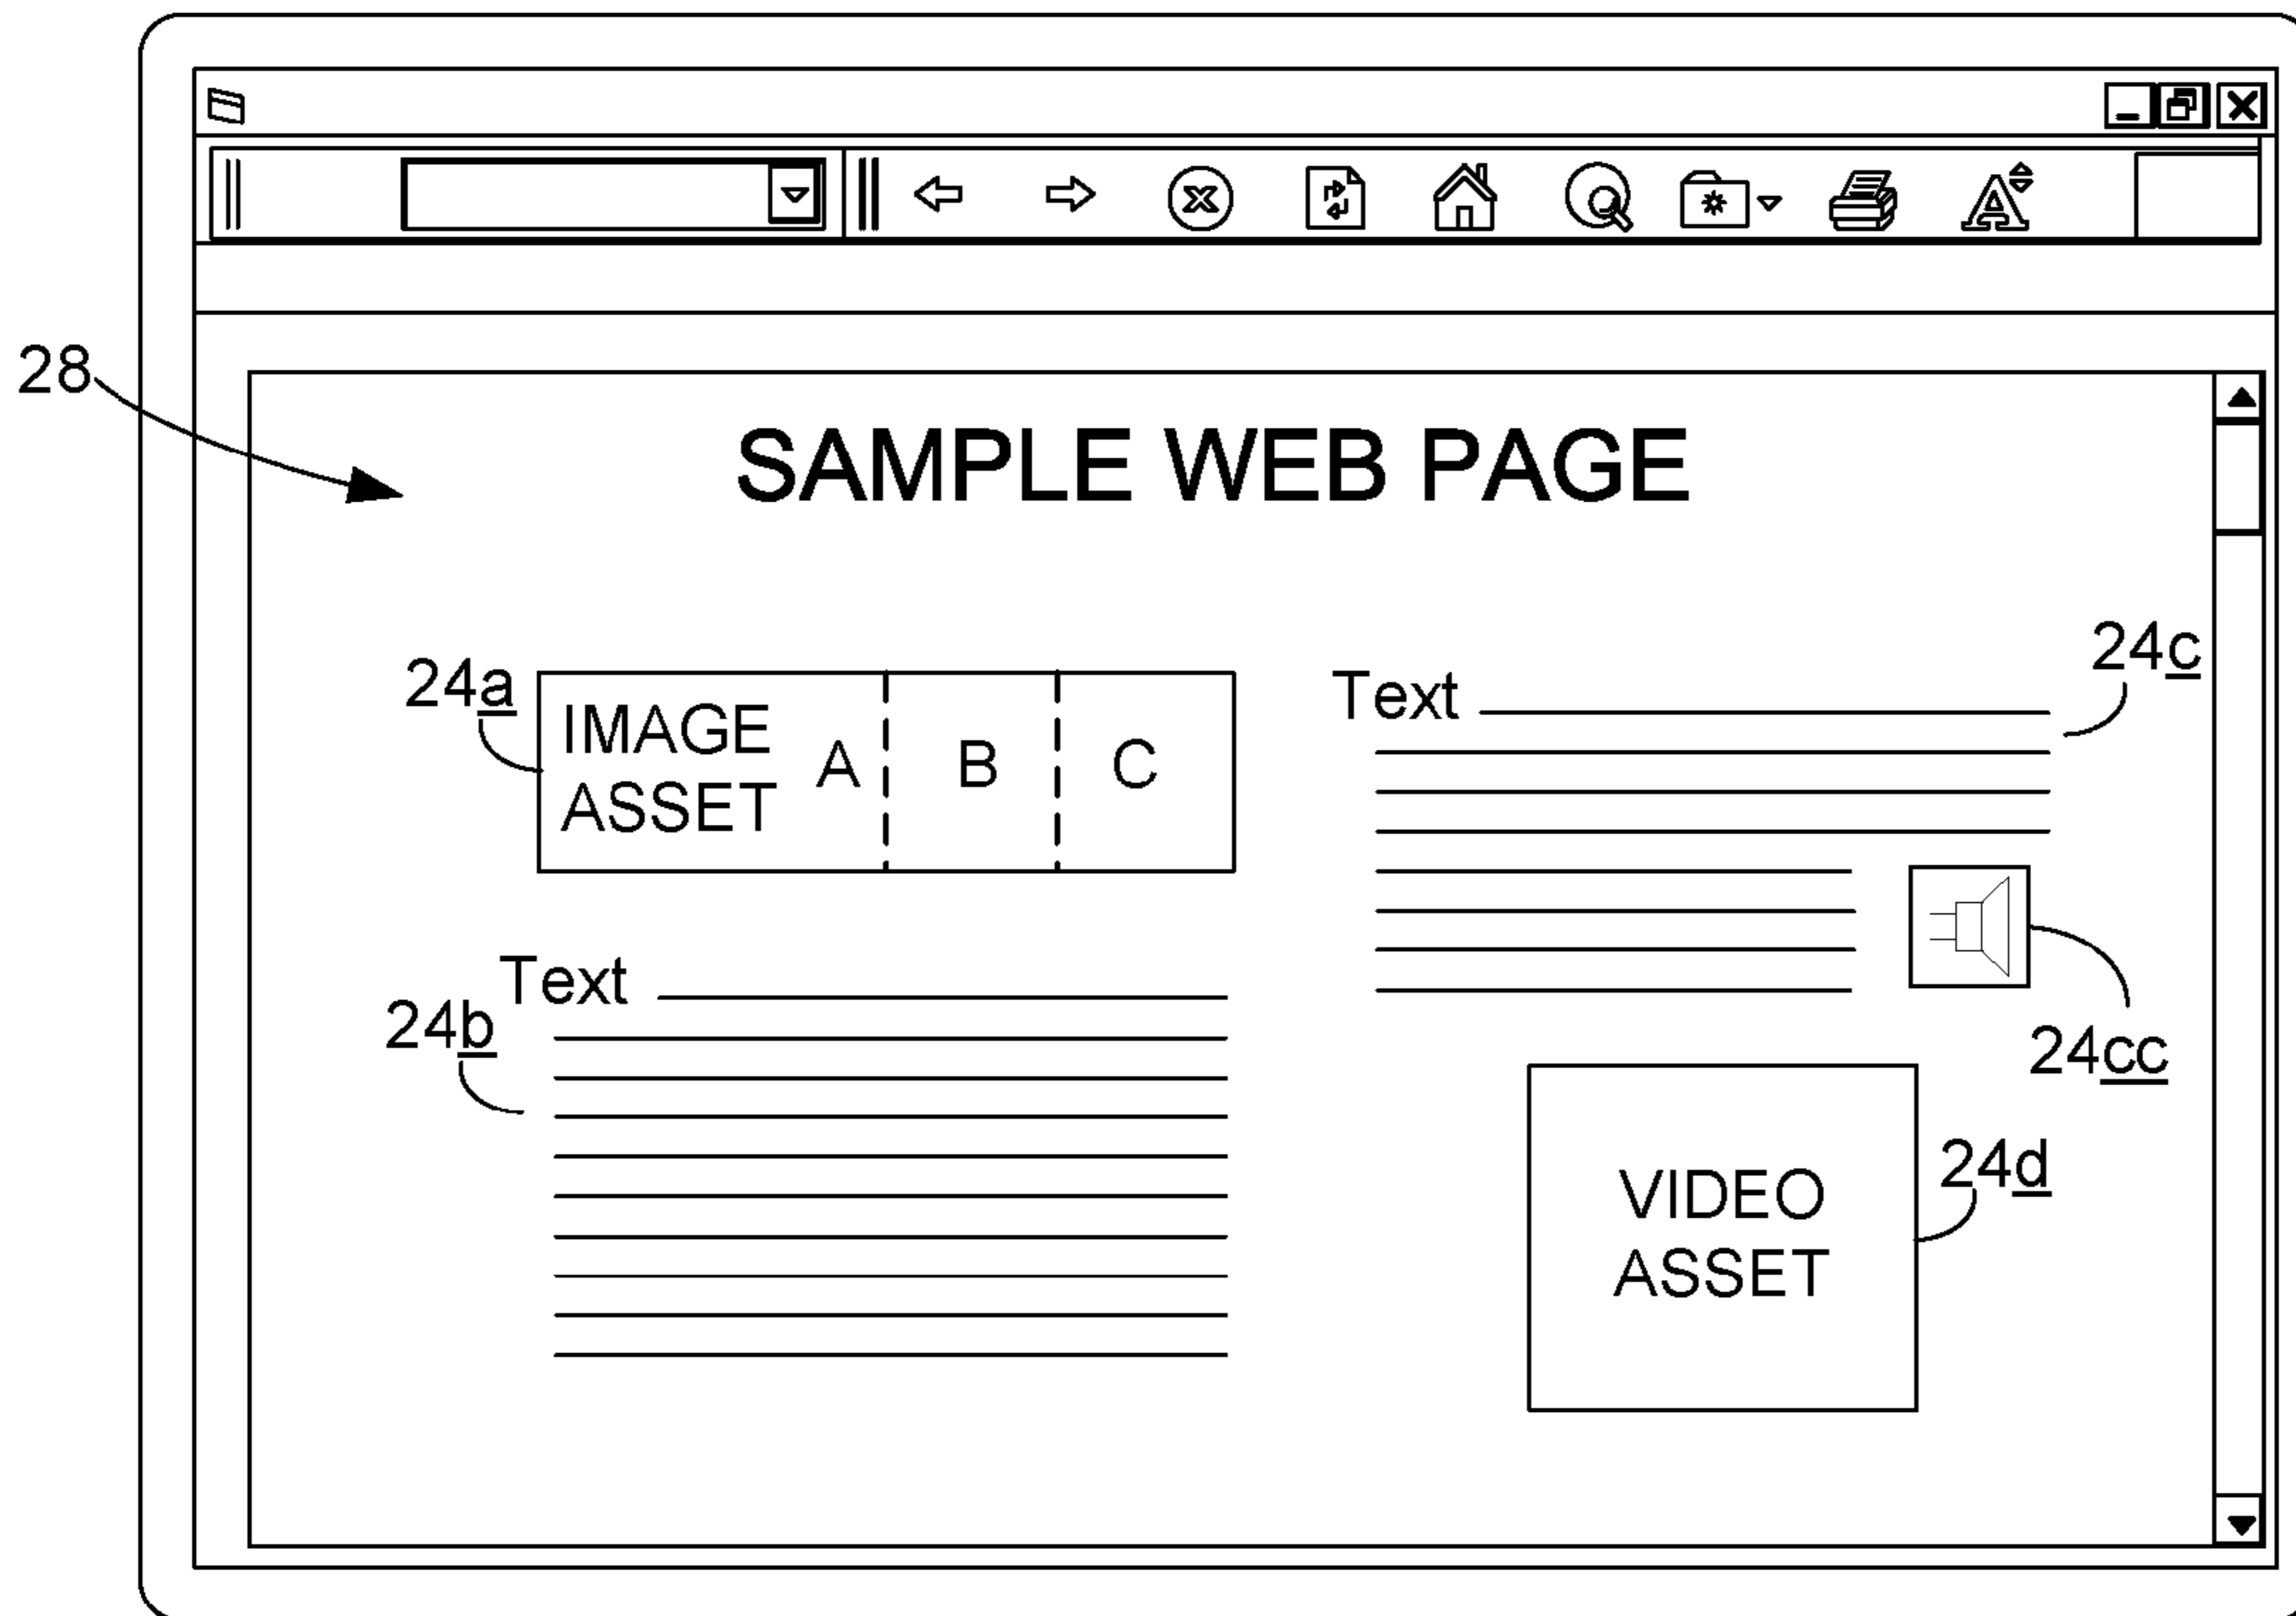 28
SAMPLE WEB PAGE
24a
IMAGE
ASSET
A
B
C
Text
24b
Text
24c
24cc
VIDEO
ASSET
24d